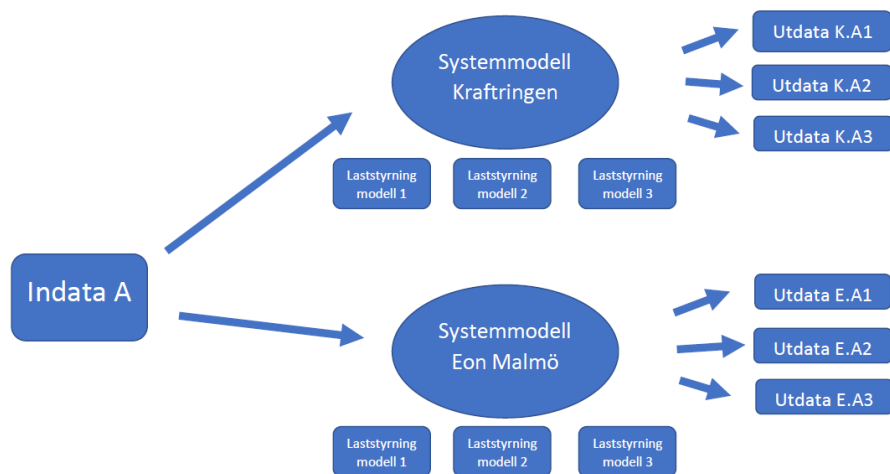 Indata A
Systemmodell
Kraftringen
Laststyrning
modell 1
Laststyrning
modell 2
Laststyrning
modell 3
Utdata K.A1
Utdata K.A2
Utdata K.A3
Systemmodell
Eon Malmö
Laststyrning
modell 1
Laststyrning
modell 2
Laststyrning
modell 3
Utdata E.A1
Utdata E.A2
Utdata E.A3